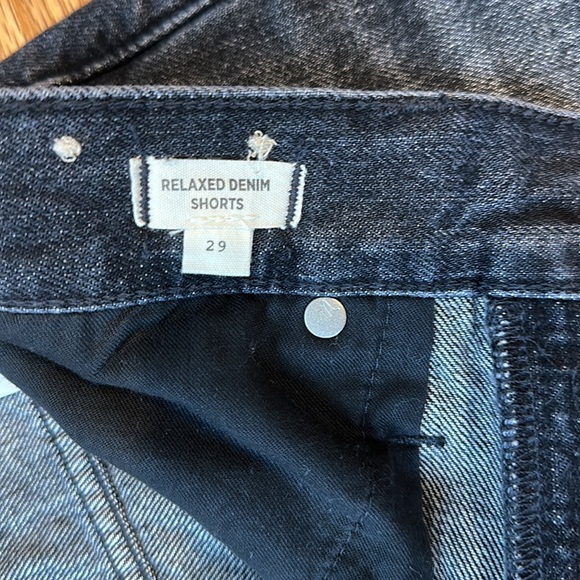 RELAXED DENIM
SHORTS
29